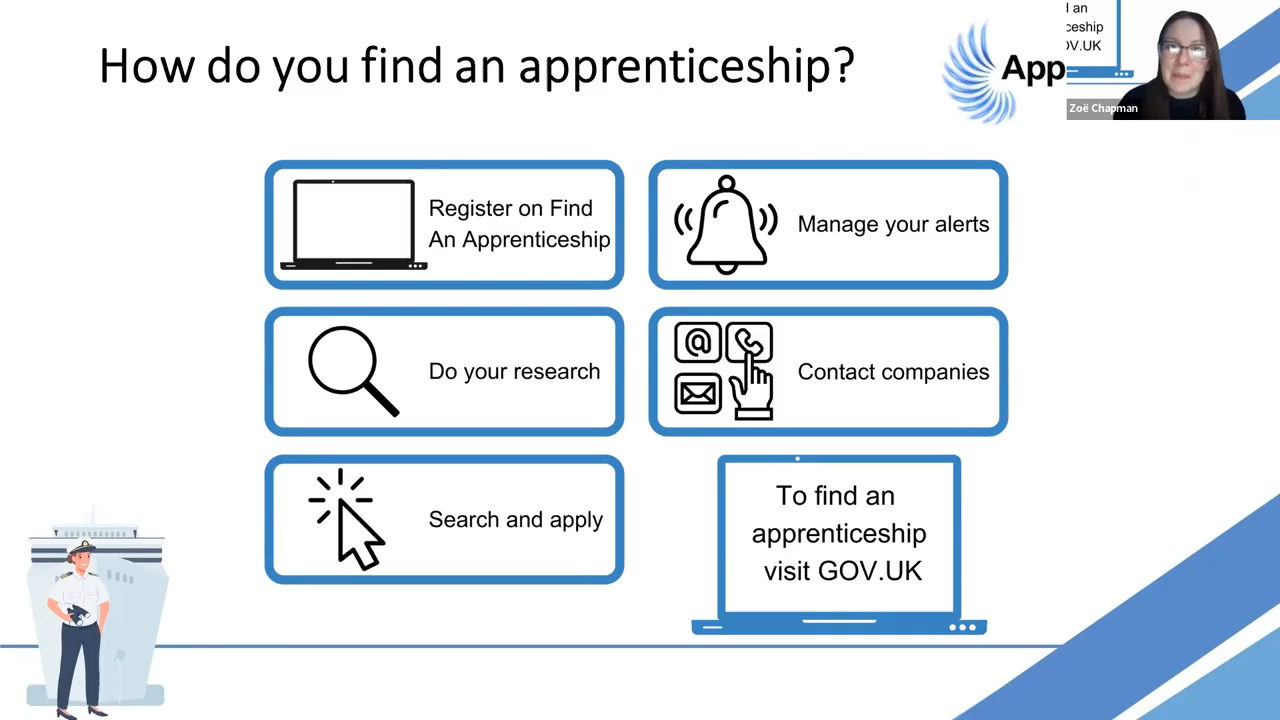 How do you find an apprenticeship?
App
d an
ceship
OV.UK
Zoë Chapman
Register on Find
An Apprenticeship
Manage your alerts
Do your research
@
Contact companies
Search and apply
To find an
apprenticeship
visit GOV.UK